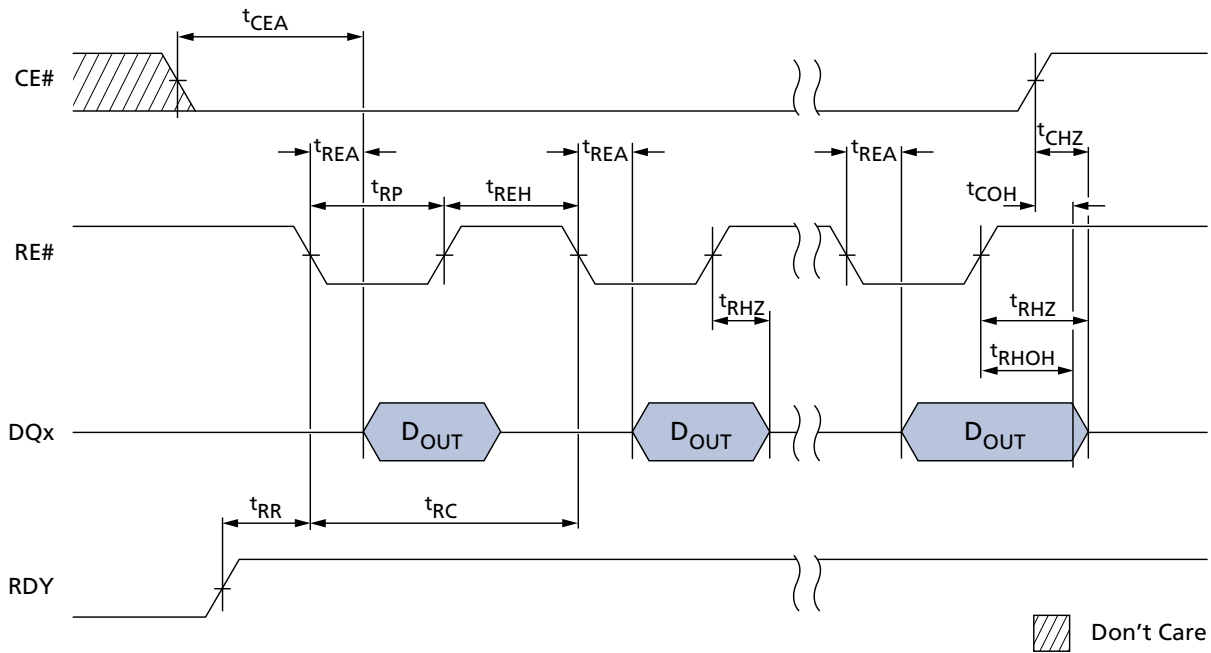 tCEA
CE#
tCHZ
tREA
tREA
tREA
tCOH
tRP
tREH
RE#
tRHZ
tRHZ
tRHOH
DQx
DOUT
DOUT
DOUT
tRR
tRC
RDY
Don't Care